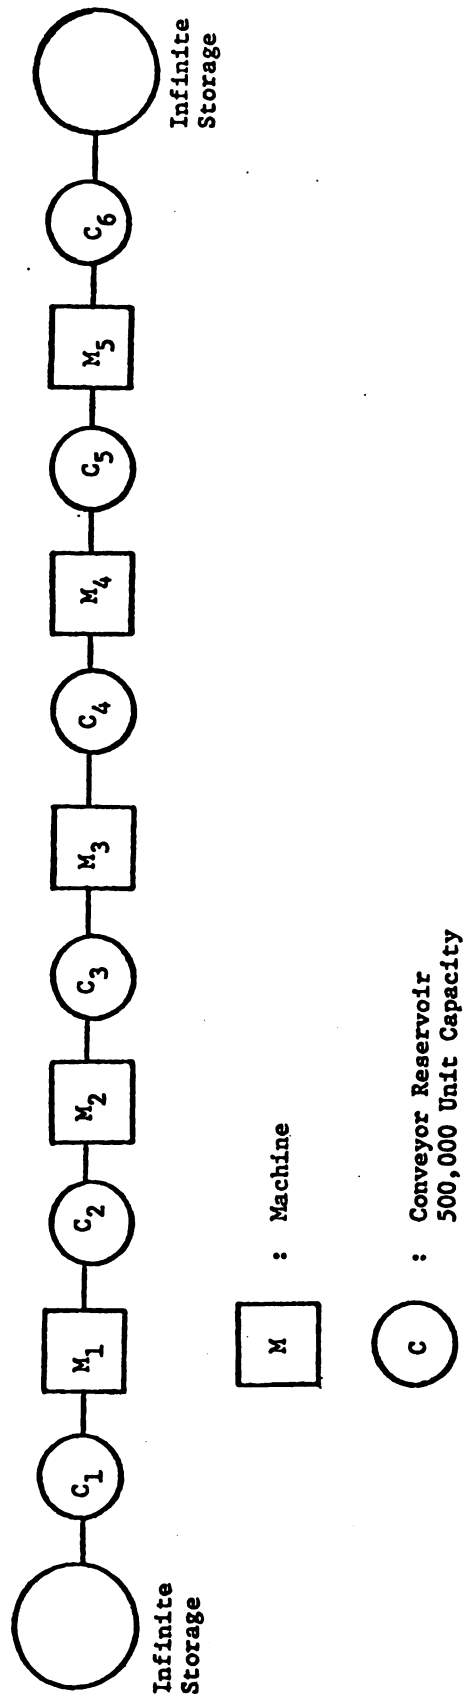 Infinite
Storage
C1
M1
C2
M2
C3
M3
C4
M4
C5
M5
C6
Infinite
Storage
M : Machine
C : Conveyor Reservoir
500,000 Unit Capacity